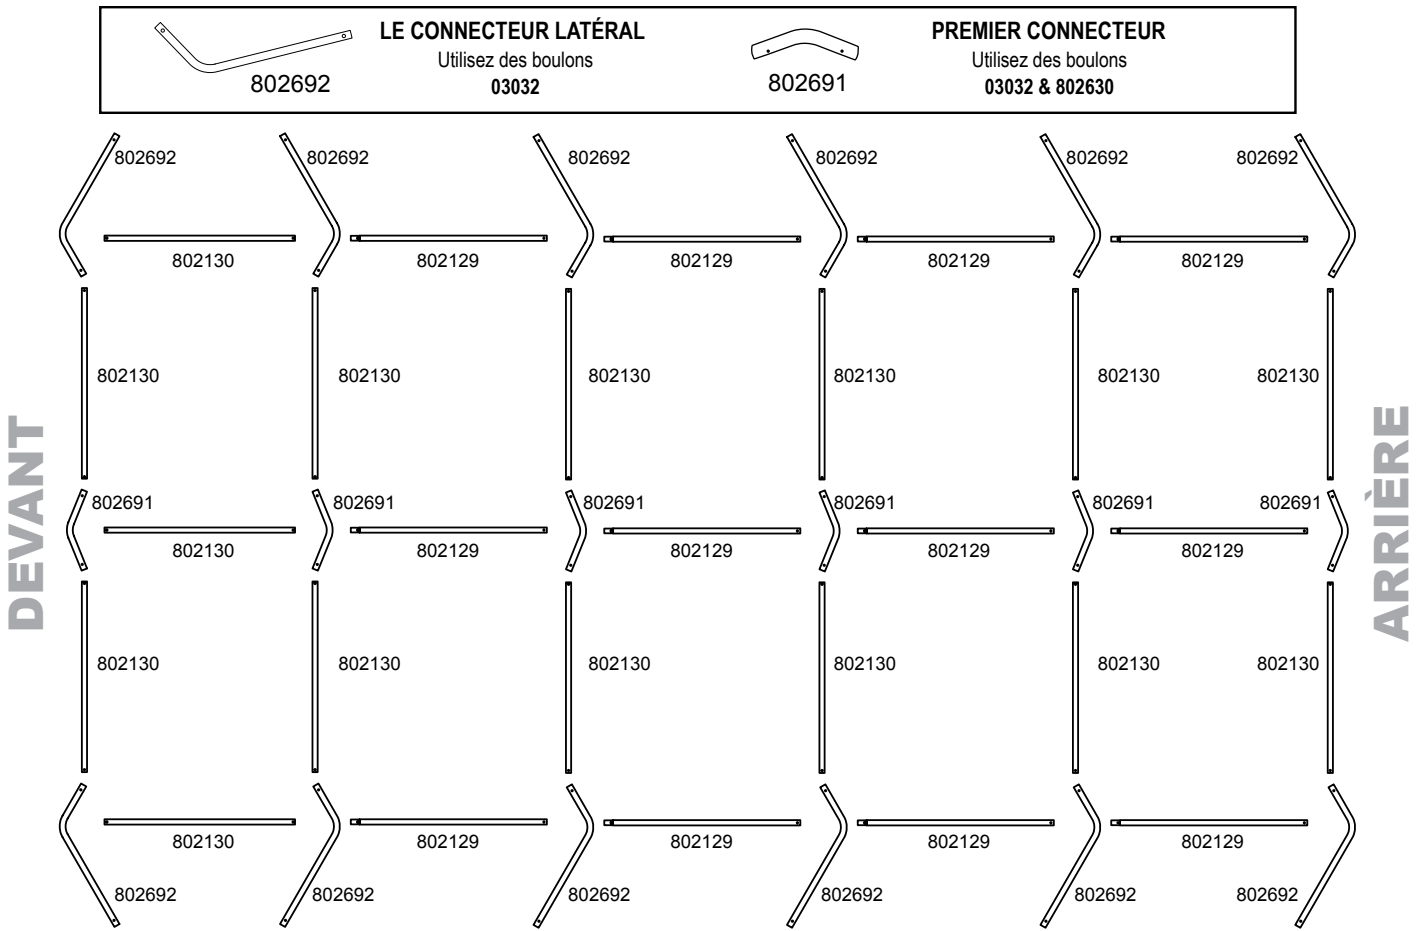 LE CONNECTEUR LATÉRAL
Utilisez des boulons
03032
802692
PREMIER CONNECTEUR
Utilisez des boulons
03032 & 802630
802691
802692 802692 802692 802692 802692 802692
802130 802129 802129 802129 802129
802130 802130 802130 802130 802130 802130
DEVANT
ARRIÈRE
802691 802691 802691 802691 802691 802691
802130 802129 802129 802129 802129
802130 802130 802130 802130 802130 802130
802130 802129 802129 802129 802129
802692 802692 802692 802692 802692 802692